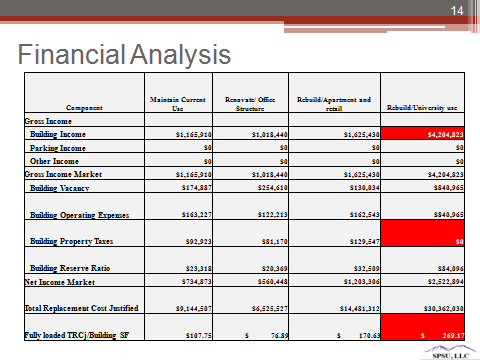 14
Financial Analysis
Component Maintain Current Use Renovate/ Office Structure Rebuild/Apartment and retail Rebuild/University use
Gross Income
Building Income $1,165,910 $1,018,440 $1,625,430 $4,204,823
Parking Income $0 $0 $0 $0
Other Income $0 $0 $0 $0
Gross Income Market $1,165,910 $1,018,440 $1,625,430 $4,204,823
Building Vacancy $174,887 $254,610 $130,034 $840,965
Building Operating Expenses $163,227 $122,213 $162,543 $840,965
Building Property Taxes $92,923 $81,170 $129,547 $0
Building Reserve Ratio $23,318 $20,369 $32,509 $84,096
Net Income Market $734,873 $560,448 $1,203,306 $2,522,894
Total Replacement Cost Justified $9,144,507 $6,525,527 $14,481,312 $30,362,030
Fully loaded TRCj/Building SF $107.75 $ 76.89 $ 170.63 $ 269.17
SPSU, LLC